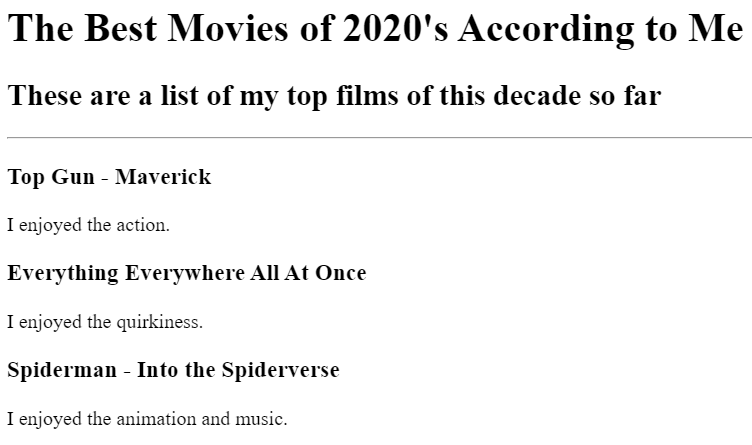 The Best Movies of 2020's According to Me
These are a list of my top films of this decade so far
Top Gun - Maverick
I enjoyed the action.
Everything Everywhere All At Once
I enjoyed the quirkiness.
Spiderman - Into the Spiderverse
I enjoyed the animation and music.